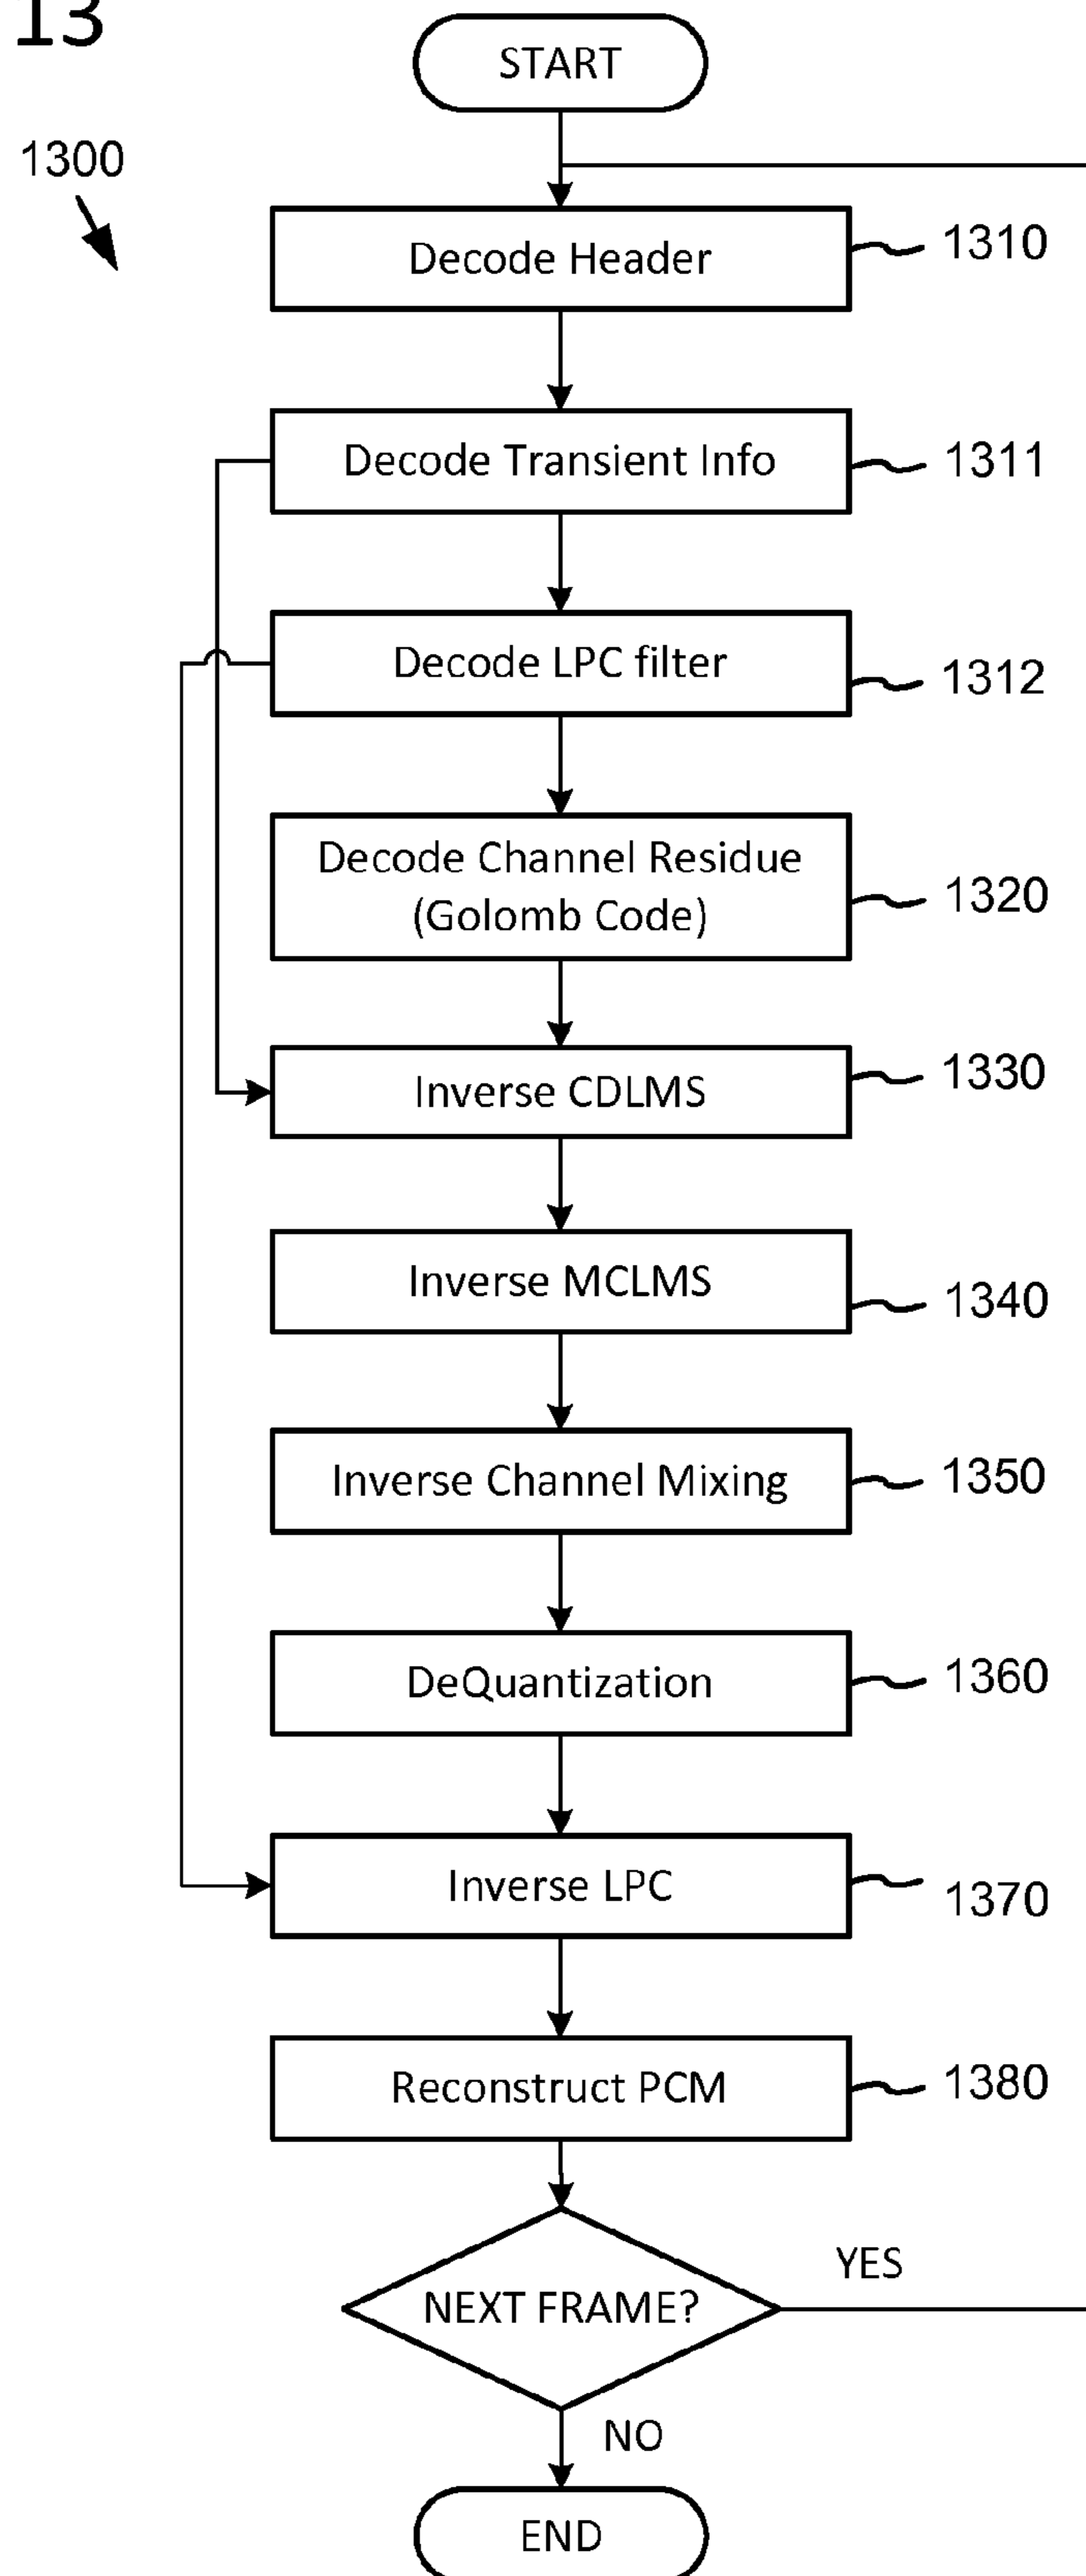 13
START
1300
Decode Header
1310
Decode Transient Info
1311
Decode LPC filter
1312
Decode Channel Residue
(Golomb Code)
1320
Inverse CDLMS
1330
Inverse MCLMS
1340
Inverse Channel Mixing
1350
DeQuantization
1360
Inverse LPC
1370
Reconstruct PCM
1380
YES
NEXT FRAME?
NO
END